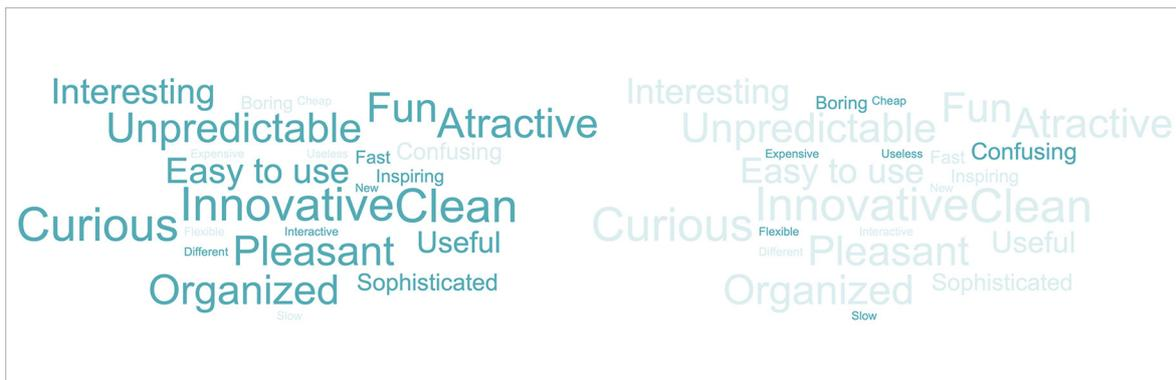 Interesting
Boring Cheap
Fun
Unpredictable
Atractive
Expensive Useless Fast Confusing
Easy to use
Inspiring
New
Innovative Clean
Curious
Flexible Interactive
Different Pleasant Useful
Organized Sophisticated
Slow
Interesting
Boring Cheap
Fun
Unpredictable
Atractive
Expensive Useless Fast Confusing
Easy to use
Inspiring
New
Innovative Clean
Curious
Flexible Interactive
Different Pleasant Useful
Organized Sophisticated
Slow